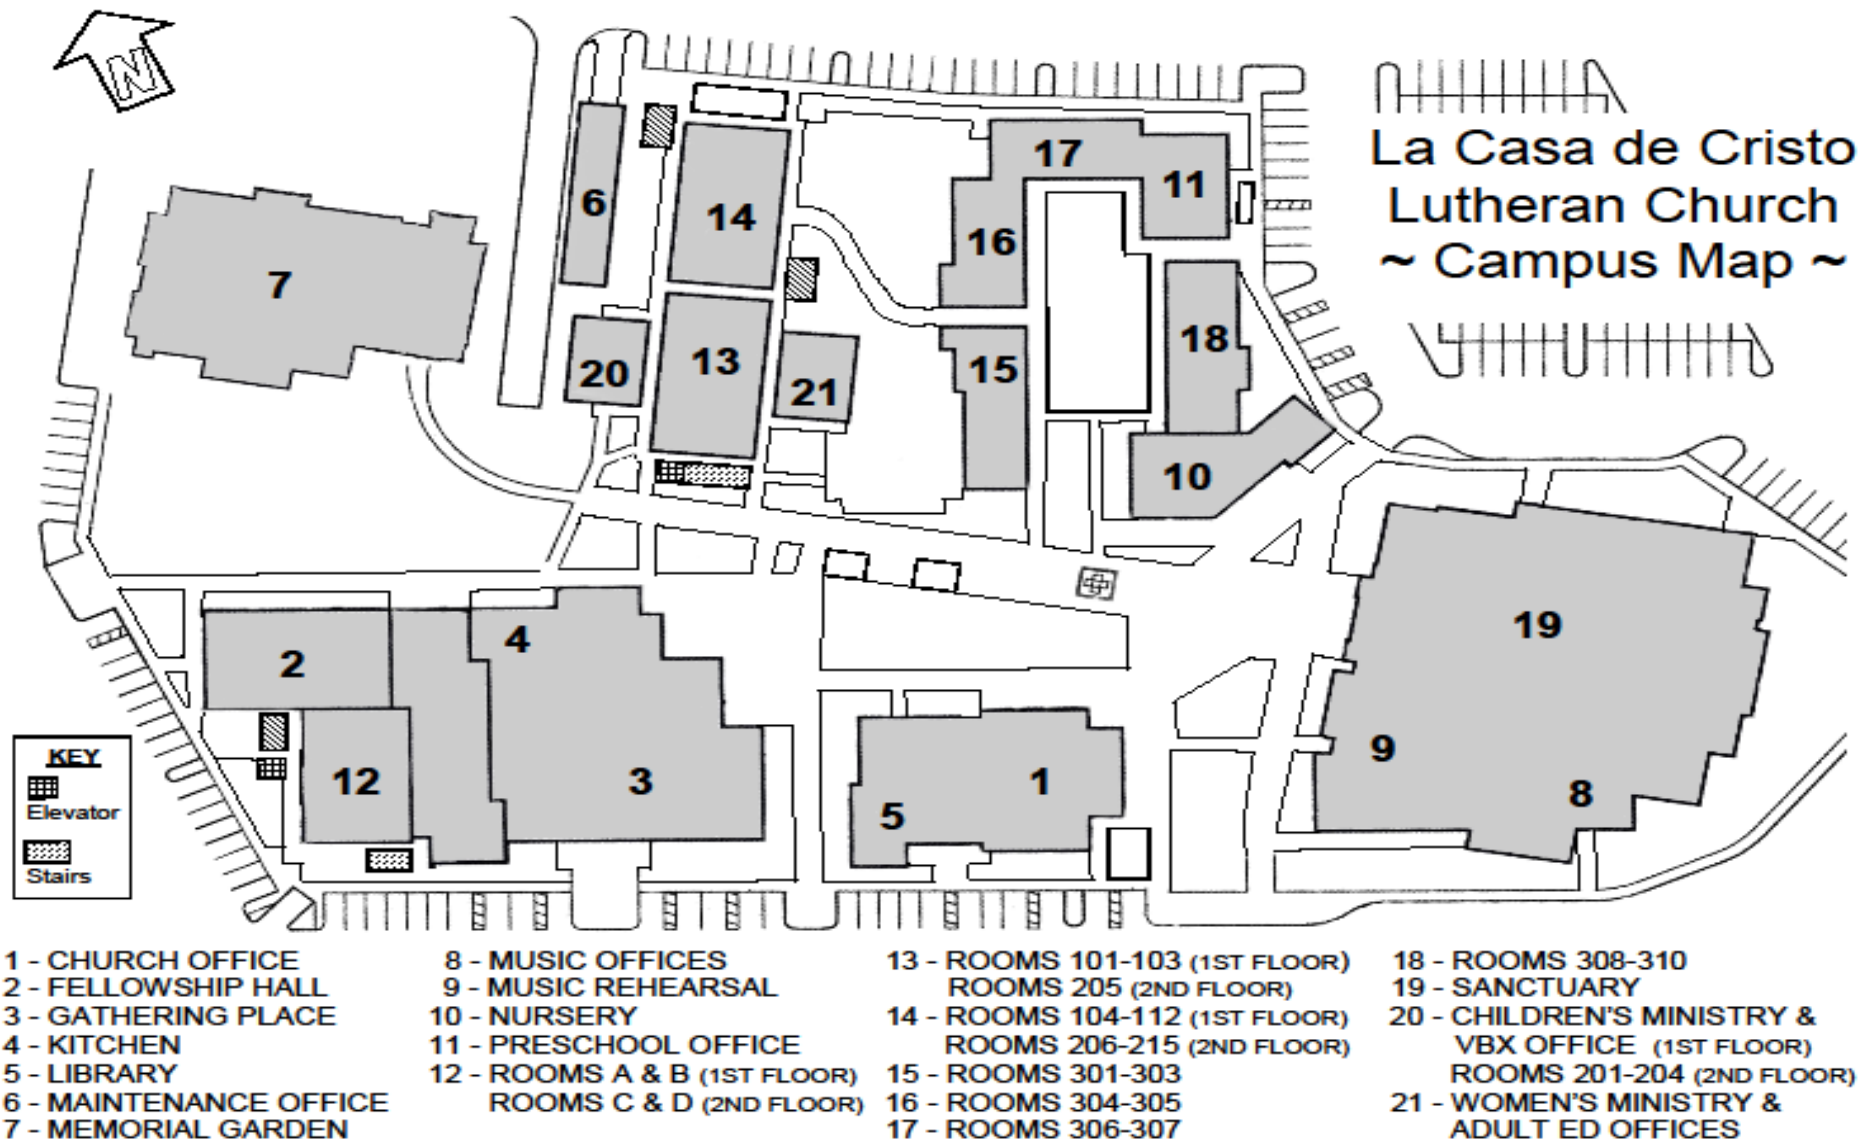 N
La Casa de Cristo
Lutheran Church
~ Campus Map ~
17
11
6
14
16
7
18
20
13
21
15
10
19
4
2
9
12
3
1
8
5
KEY
Elevator
Stairs
1 - CHURCH OFFICE
2 - FELLOWSHIP HALL
3 - GATHERING PLACE
4 - KITCHEN
5 - LIBRARY
6 - MAINTENANCE OFFICE
7 - MEMORIAL GARDEN
8 - MUSIC OFFICES
9 - MUSIC REHEARSAL
10 - NURSERY
11 - PRESCHOOL OFFICE
12 - ROOMS A & B (1ST FLOOR)
ROOMS C & D (2ND FLOOR)
13 - ROOMS 101-103 (1ST FLOOR)
ROOMS 205 (2ND FLOOR)
14 - ROOMS 104-112 (1ST FLOOR)
ROOMS 206-215 (2ND FLOOR)
15 - ROOMS 301-303
16 - ROOMS 304-305
17 - ROOMS 306-307
18 - ROOMS 308-310
19 - SANCTUARY
20 - CHILDREN'S MINISTRY &
VBX OFFICE (1ST FLOOR)
ROOMS 201-204 (2ND FLOOR)
21 - WOMEN'S MINISTRY &
ADULT ED OFFICES